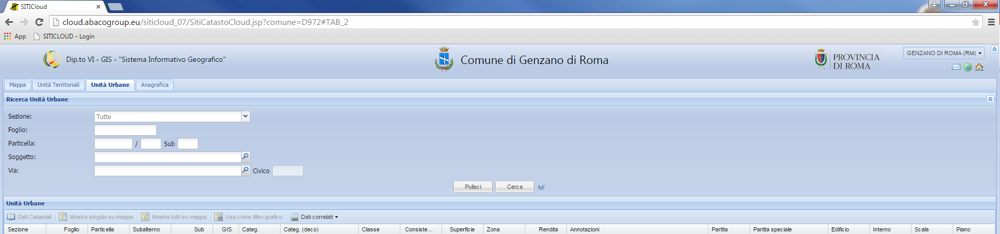 SITICloud
cloud.abacogroup.eu/siticloud_07/SitiCatastoCloud.jsp?comune=D972#TAB_2
App SITICLOUD - Login
Dip.to VI - GIS - "Sistema Informativo Geografico"
Comune di Genzano di Roma
PROVINCIA
DI ROMA
GENZANO DI ROMA (RM)
Mappa Unità Territoriali Unità Urbane Anagrafica
Ricerca Unità Urbane
Sezione: Tutte
Foglio:
Particella: / Sub
Soggetto:
Via: Civico
Pulisci Cerca
Unità Urbane
Dati Catastali Mostra singolo su mappa Mostra tutti su mappa Usa come filtro grafico Dati correlati
Sezione Foglio Particella Subalterno Sub GIS Categ. Categ. (deco) Classe Consiste... Superficie Zona Rendita Annotazioni Partita Partita speciale Edificio Interno Scala Piano